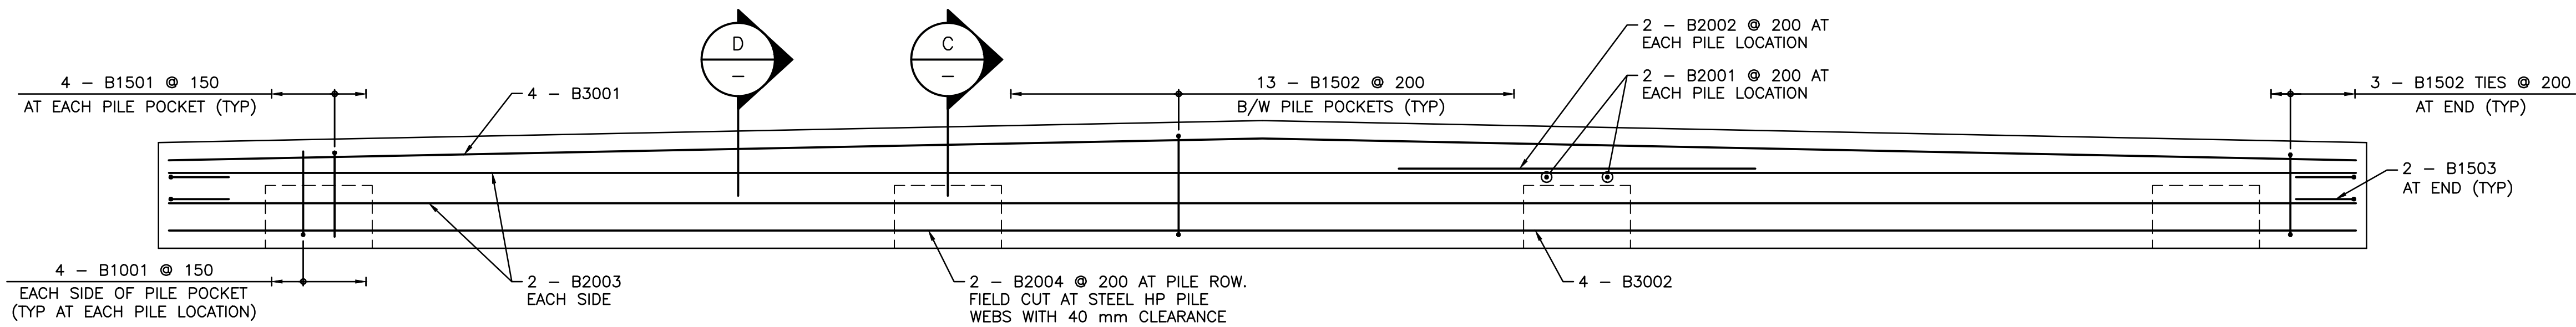 D
–
C
–
2 – B2002 @ 200 AT
EACH PILE LOCATION
2 – B2001 @ 200 AT
EACH PILE LOCATION
4 – B1501 @ 150
AT EACH PILE POCKET (TYP)
4 – B3001
13 – B1502 @ 200
B/W PILE POCKETS (TYP)
3 – B1502 TIES @ 200
AT END (TYP)
2 – B1503
AT END (TYP)
4 – B1001 @ 150
EACH SIDE OF PILE POCKET
(TYP AT EACH PILE LOCATION)
2 – B2003
EACH SIDE
2 – B2004 @ 200 AT PILE ROW.
FIELD CUT AT STEEL HP PILE
WEBS WITH 40 mm CLEARANCE
4 – B3002